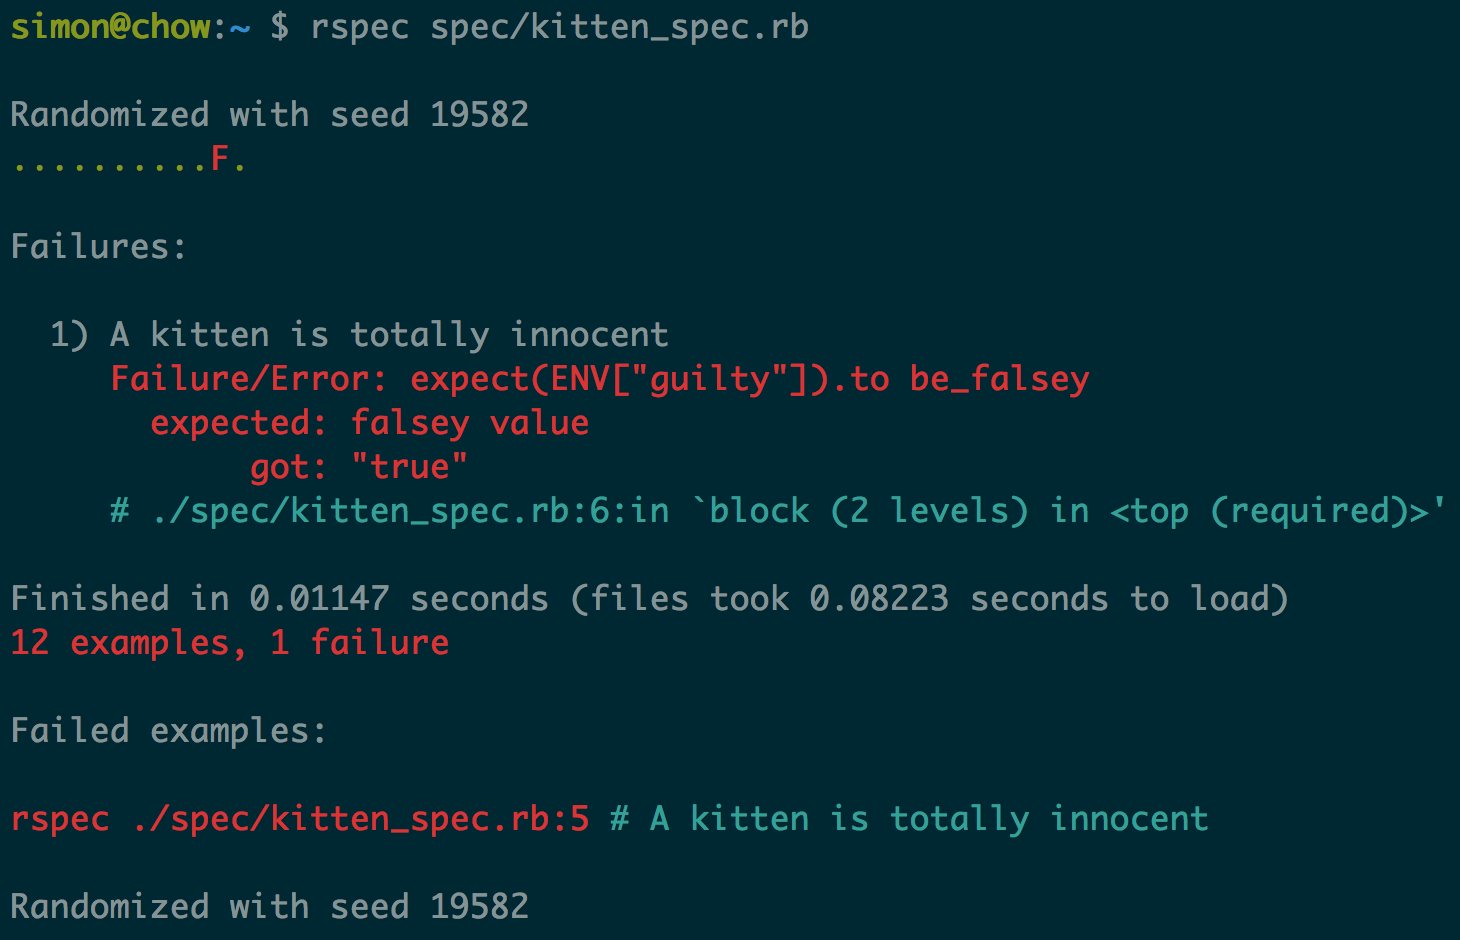 simon@chow:~ $ rspec spec/kitten_spec.rb
Randomized with seed 19582
..........F.
Failures:
1) A kitten is totally innocent
Failure/Error: expect(ENV["guilty"]).to be_falsey
expected: falsey value
got: "true"
# ./spec/kitten_spec.rb:6:in `block (2 levels) in <top (required)>'
Finished in 0.01147 seconds (files took 0.08223 seconds to load)
12 examples, 1 failure
Failed examples:
rspec ./spec/kitten_spec.rb:5 # A kitten is totally innocent
Randomized with seed 19582